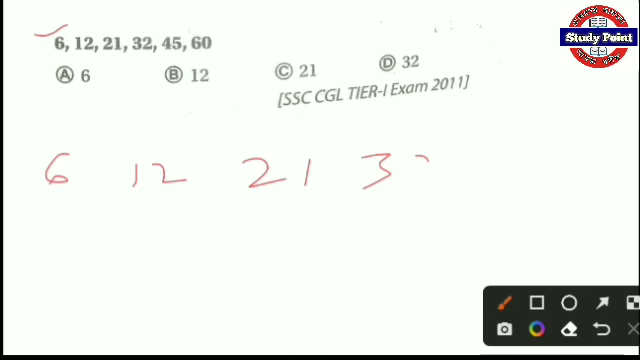 6, 12, 21, 32, 45, 60
A 6 B 12 C 21 D 32
[SSC CGL TIER-I Exam 2011]
6 12 21 3
Study Point